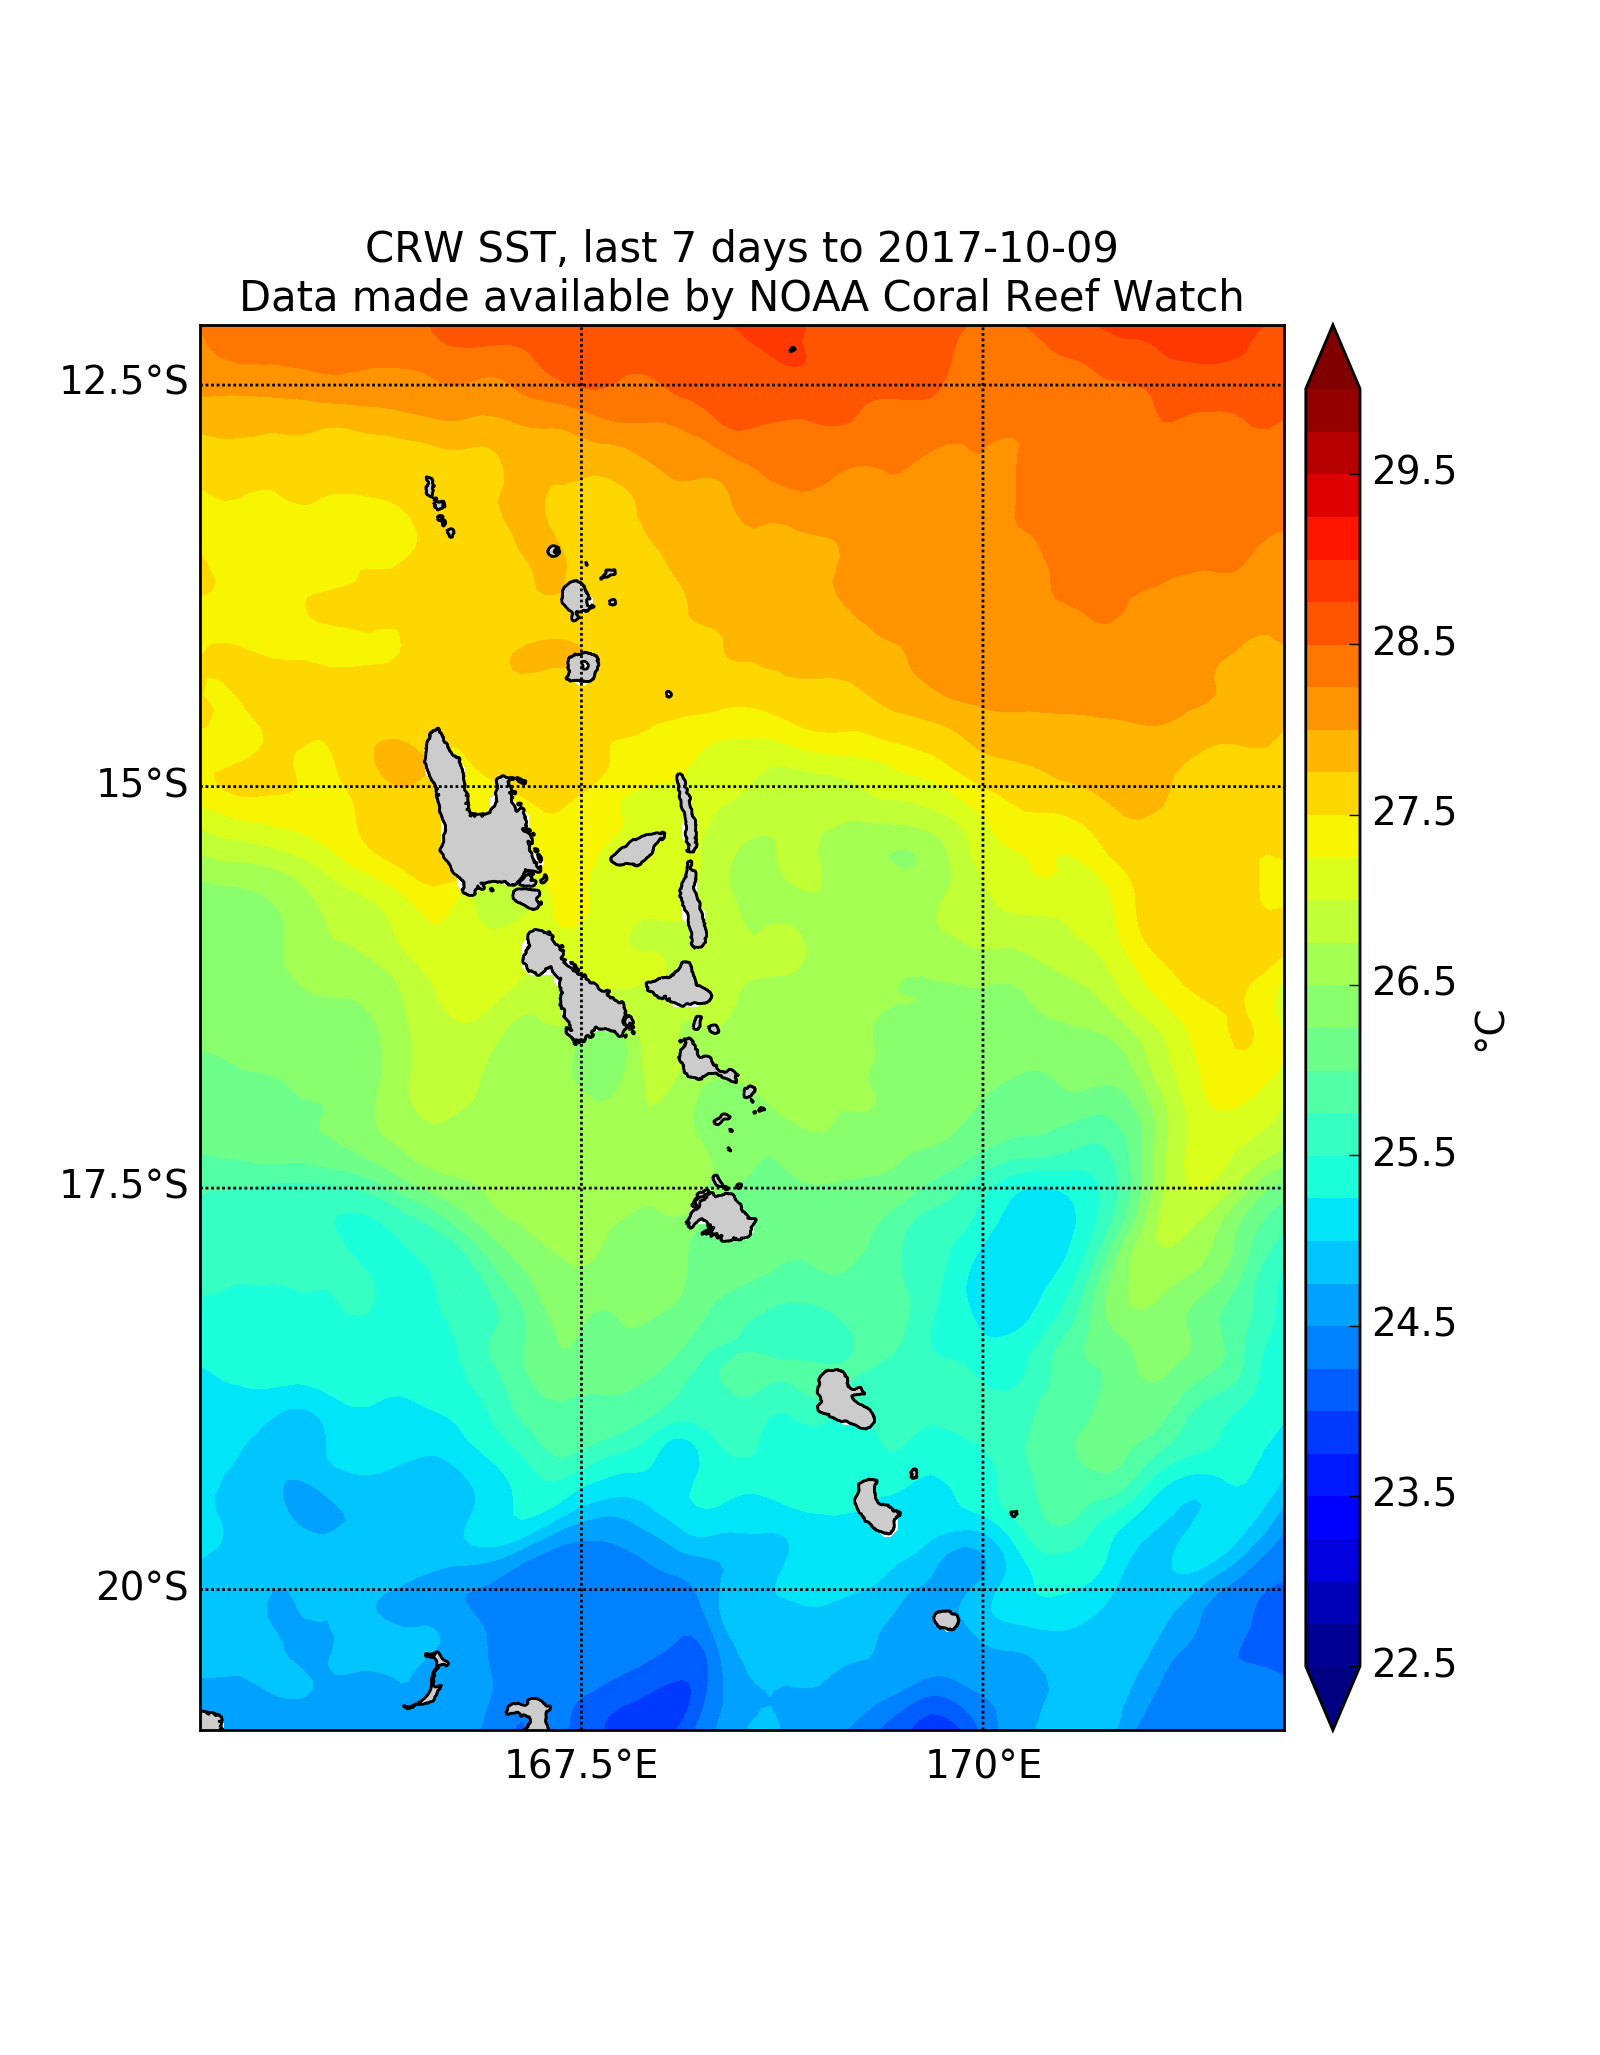 CRW SST, last 7 days to 2017-10-09
Data made available by NOAA Coral Reef Watch
12.5°S
15°S
17.5°S
20°S
167.5°E
170°E
29.5
28.5
27.5
26.5
25.5
24.5
23.5
22.5
°C